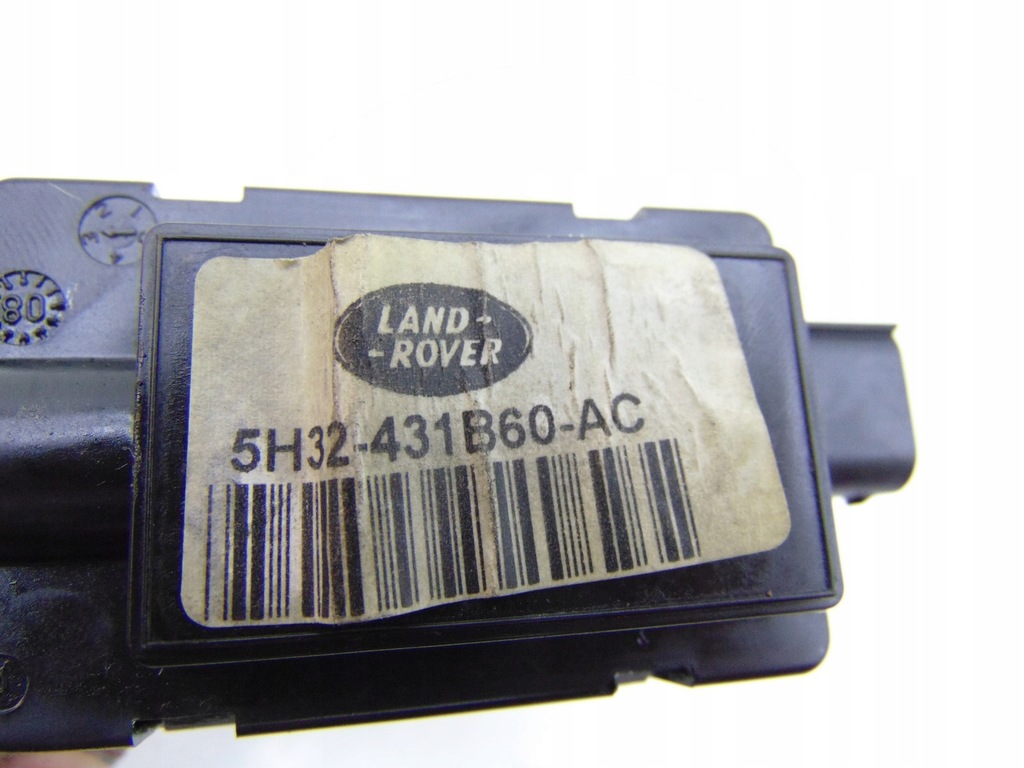 LAND-
-ROVER
5H32-431B60-AC
80